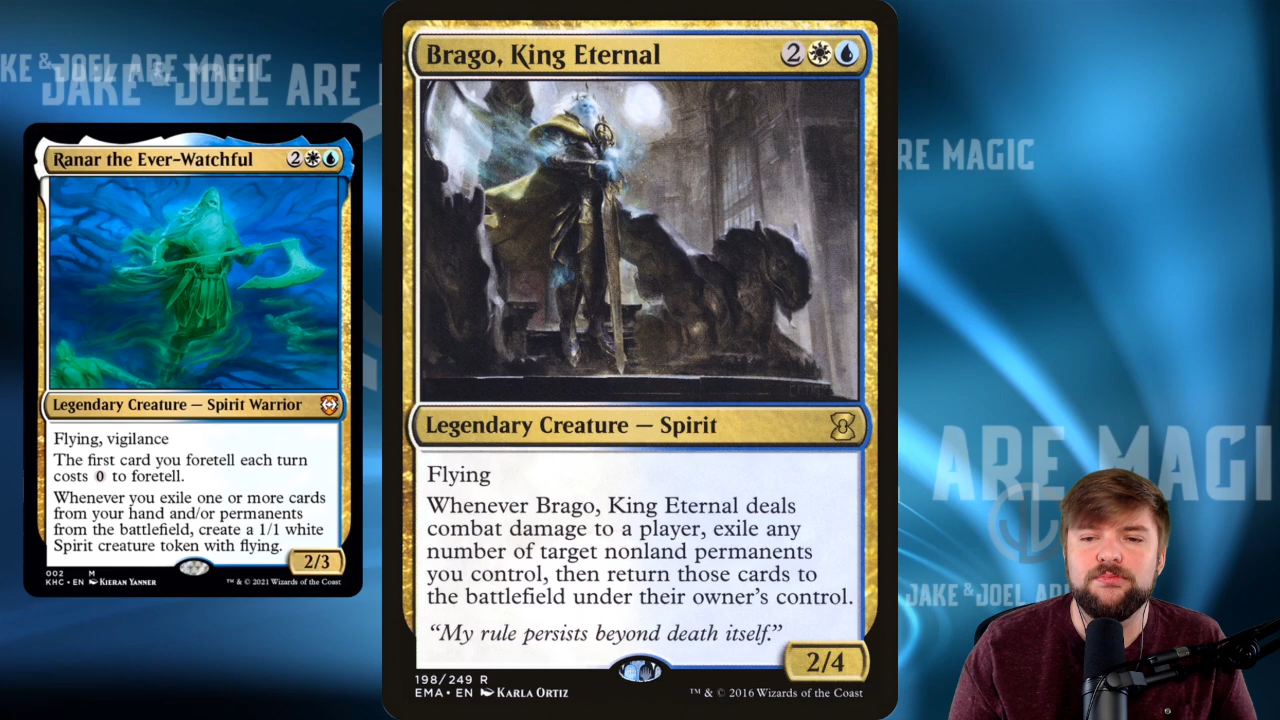 KE & JOEL ARE MAGIC
JAKE & JOEL ARE
RE MAGIC
ARE MAGI
JAKE & JOEL AR
Ranar the Ever-Watchful 2
Legendary Creature — Spirit Warrior
Flying, vigilance
The first card you foretell each turn
costs 0 to foretell.
Whenever you exile one or more cards
from your hand and/or permanents
from the battlefield, create a 1/1 white
Spirit creature token with flying.
2/3
002 M
KHC • EN KIERAN YANNER
™ & © 2021 Wizards of the Coast
Brago, King Eternal 2
Legendary Creature — Spirit
Flying
Whenever Brago, King Eternal deals
combat damage to a player, exile any
number of target nonland permanents
you control, then return those cards to
the battlefield under their owner's control.
"My rule persists beyond death itself."
2/4
198/249 R
EMA • EN KARLA ORTIZ
™ & © 2016 Wizards of the Coast